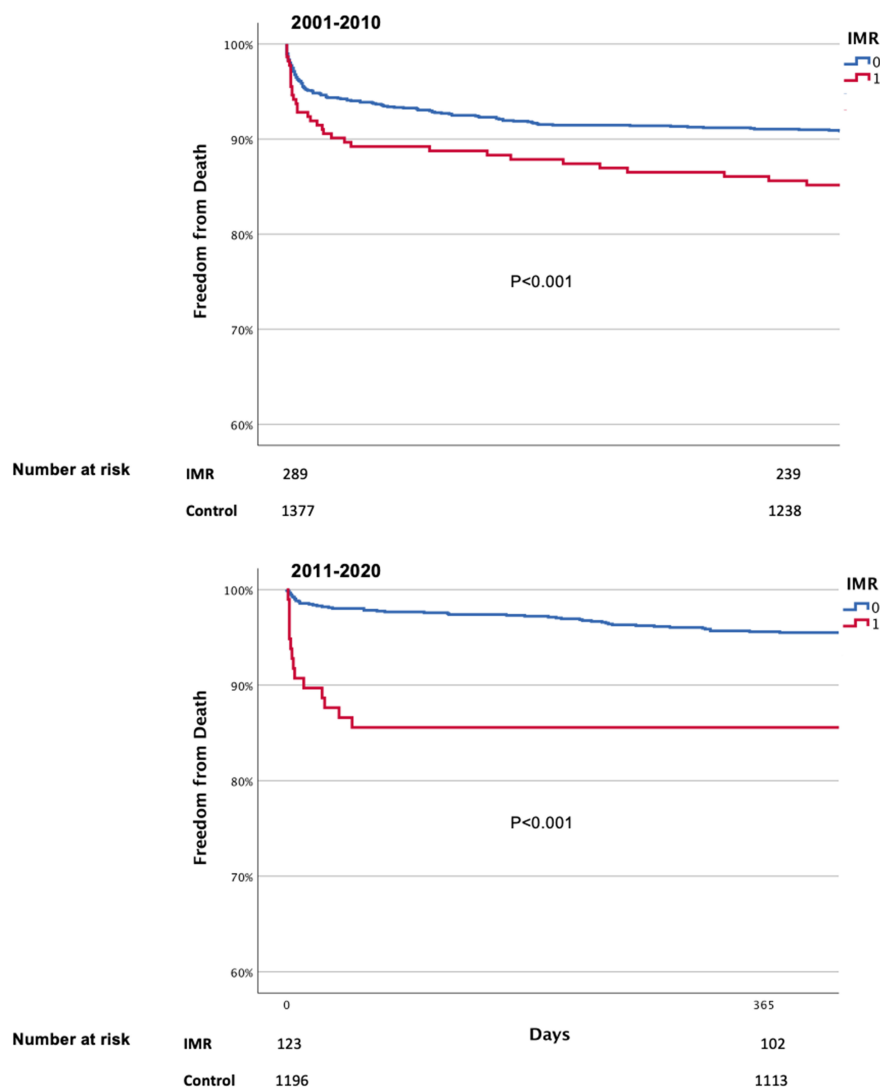 2001-2010
IMR
0
1
100%
90%
80%
70%
60%
Freedom from Death
P<0.001
Number at risk
IMR 289 239
Control 1377 1238
2011-2020
IMR
0
1
100%
90%
80%
70%
60%
Freedom from Death
P<0.001
0 365
Days
Number at risk
IMR 123 102
Control 1196 1113